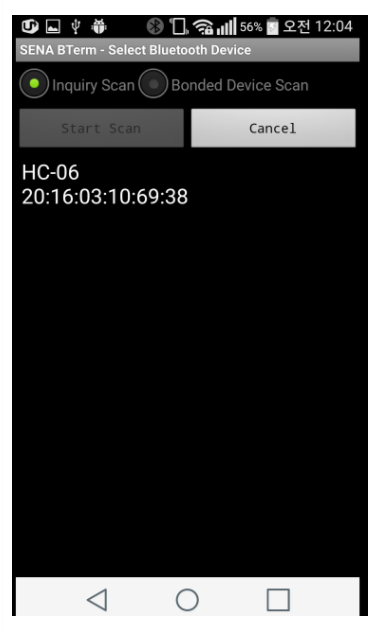 56% 오전 12:04
SENA BTerm - Select Bluetooth Device
Inquiry Scan Bonded Device Scan
Start Scan Cancel
HC-06
20:16:03:10:69:38